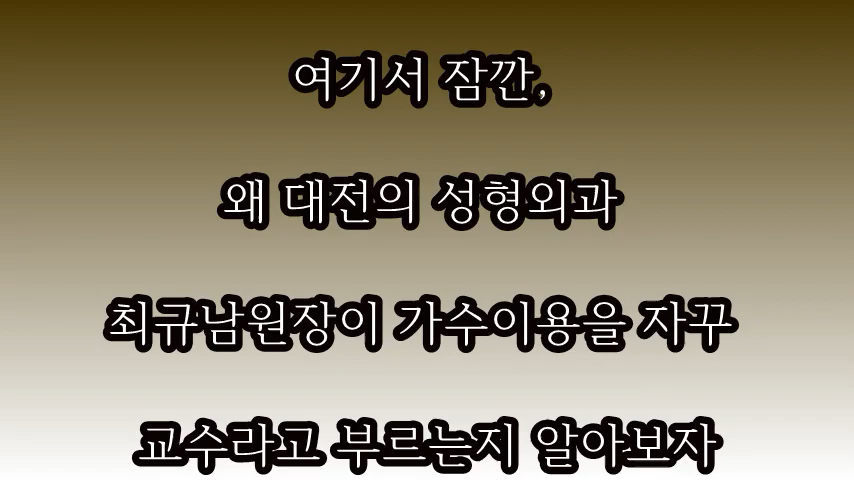 여기서 잠깐,
왜 대전의 성형외과
최규남원장이 가수이용을 자꾸
교수라고 부르는지 알아보자